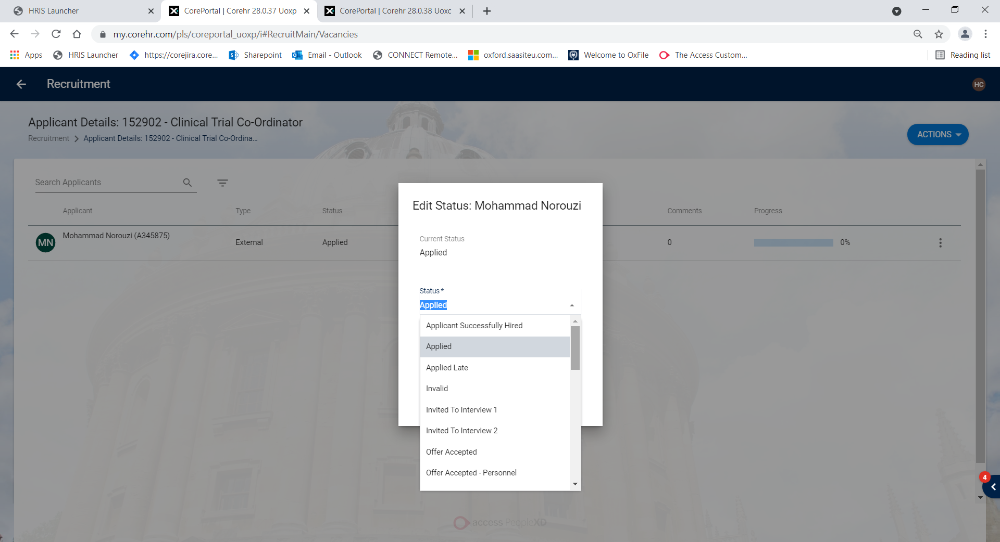 HRIS Launcher
CorePortal | Corehr 28.0.37 Uoxp
CorePortal | Corehr 28.0.38 Uoxc
my.corehr.com/pls/coreportal_uoxp/i#RecruitMain/Vacancies
Apps
HRIS Launcher
https://corejira.core...
Sharepoint
Email - Outlook
CONNECT Remote...
oxford.saasiteu.com...
Welcome to OxFile
The Access Custom...
Reading list
Recruitment
HC
Applicant Details: 152902 - Clinical Trial Co-Ordinator
Recruitment > Applicant Details: 152902 - Clinical Trial Co-Ordina...
ACTIONS
Search Applicants
Applicant Type Status Comments Progress
MN Mohammad Norouzi (A345875) External Applied 0 0%
Edit Status: Mohammad Norouzi
Current Status
Applied
Status *
Applied
Applicant Successfully Hired
Applied
Applied Late
Invalid
Invited To Interview 1
Invited To Interview 2
Offer Accepted
Offer Accepted - Personnel
4
access PeopleXD